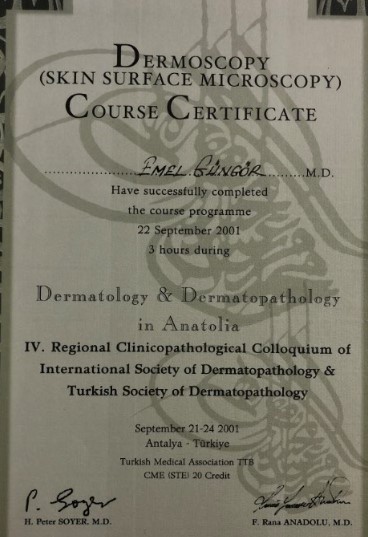 DERMOSCOPY
(SKIN SURFACE MICROSCOPY)
COURSE CERTIFICATE
EMEL GÜNGÖR M.D.
Have successfully completed
the course programme
22 September 2001
3 hours during
Dermatology & Dermatopathology
in Anatolia
IV. Regional Clinicopathological Colloquium of
International Society of Dermatopathology &
Turkish Society of Dermatopathology
September 21-24 2001
Antalya - Türkiye
Turkish Medical Association TTB
CME (STE) 20 Credit
P. Soyer
H. Peter SOYER, M.D. F. Rana ANADOLU, M.D.